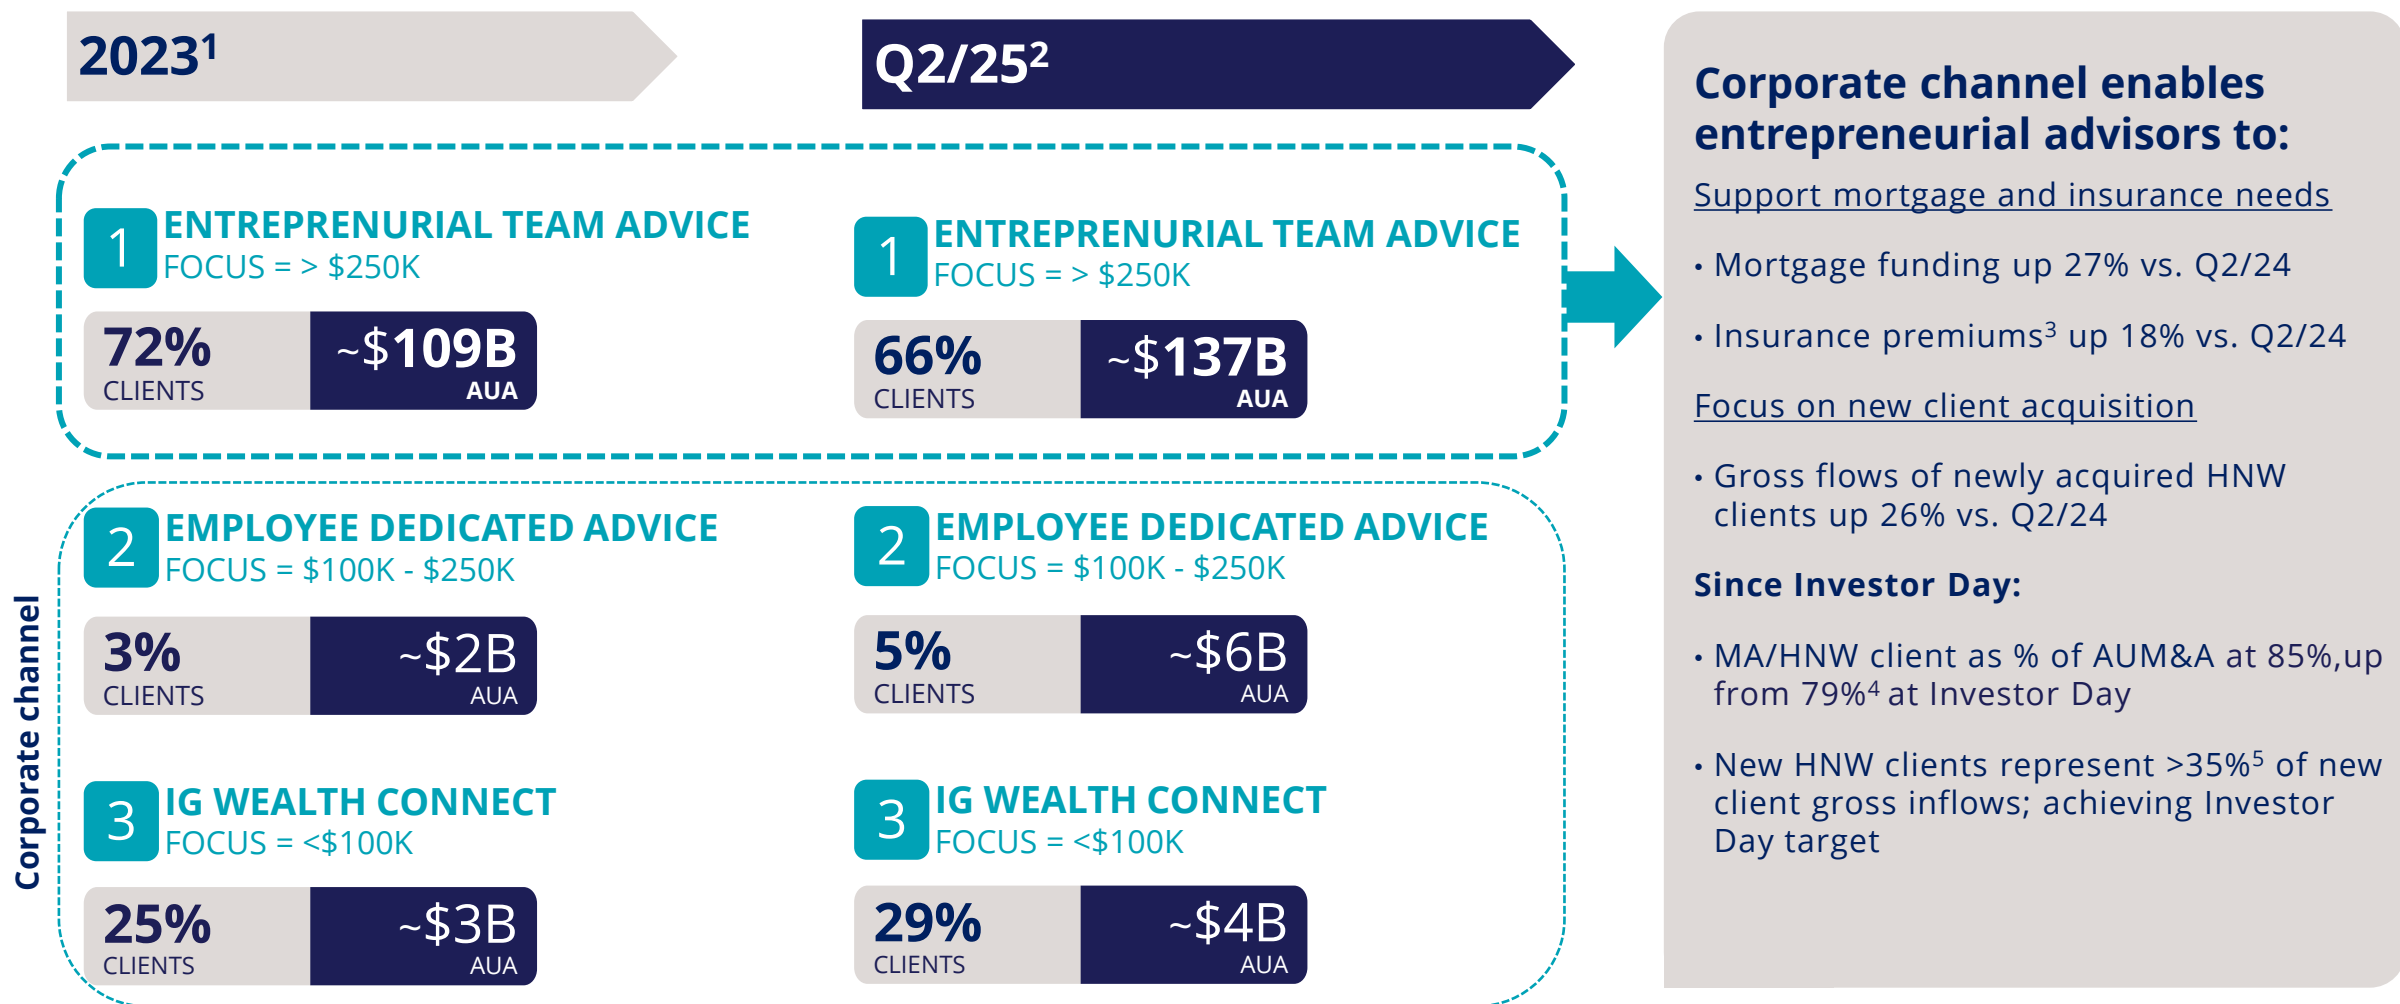 2023¹
Q2/25²
1
ENTREPRENURIAL TEAM ADVICE
FOCUS = > $250K
72%
CLIENTS
~$109B
AUA
1
ENTREPRENURIAL TEAM ADVICE
FOCUS = > $250K
66%
CLIENTS
~$137B
AUA
Corporate channel
2
EMPLOYEE DEDICATED ADVICE
FOCUS = $100K - $250K
3%
CLIENTS
~$2B
AUA
2
EMPLOYEE DEDICATED ADVICE
FOCUS = $100K - $250K
5%
CLIENTS
~$6B
AUA
3
IG WEALTH CONNECT
FOCUS = <$100K
25%
CLIENTS
~$3B
AUA
3
IG WEALTH CONNECT
FOCUS = <$100K
29%
CLIENTS
~$4B
AUA
Corporate channel enables
entrepreneurial advisors to:
Support mortgage and insurance needs
• Mortgage funding up 27% vs. Q2/24
• Insurance premiums³ up 18% vs. Q2/24
Focus on new client acquisition
• Gross flows of newly acquired HNW
clients up 26% vs. Q2/24
Since Investor Day:
• MA/HNW client as % of AUM&A at 85%,up
from 79%⁴ at Investor Day
• New HNW clients represent >35%⁵ of new
client gross inflows; achieving Investor
Day target